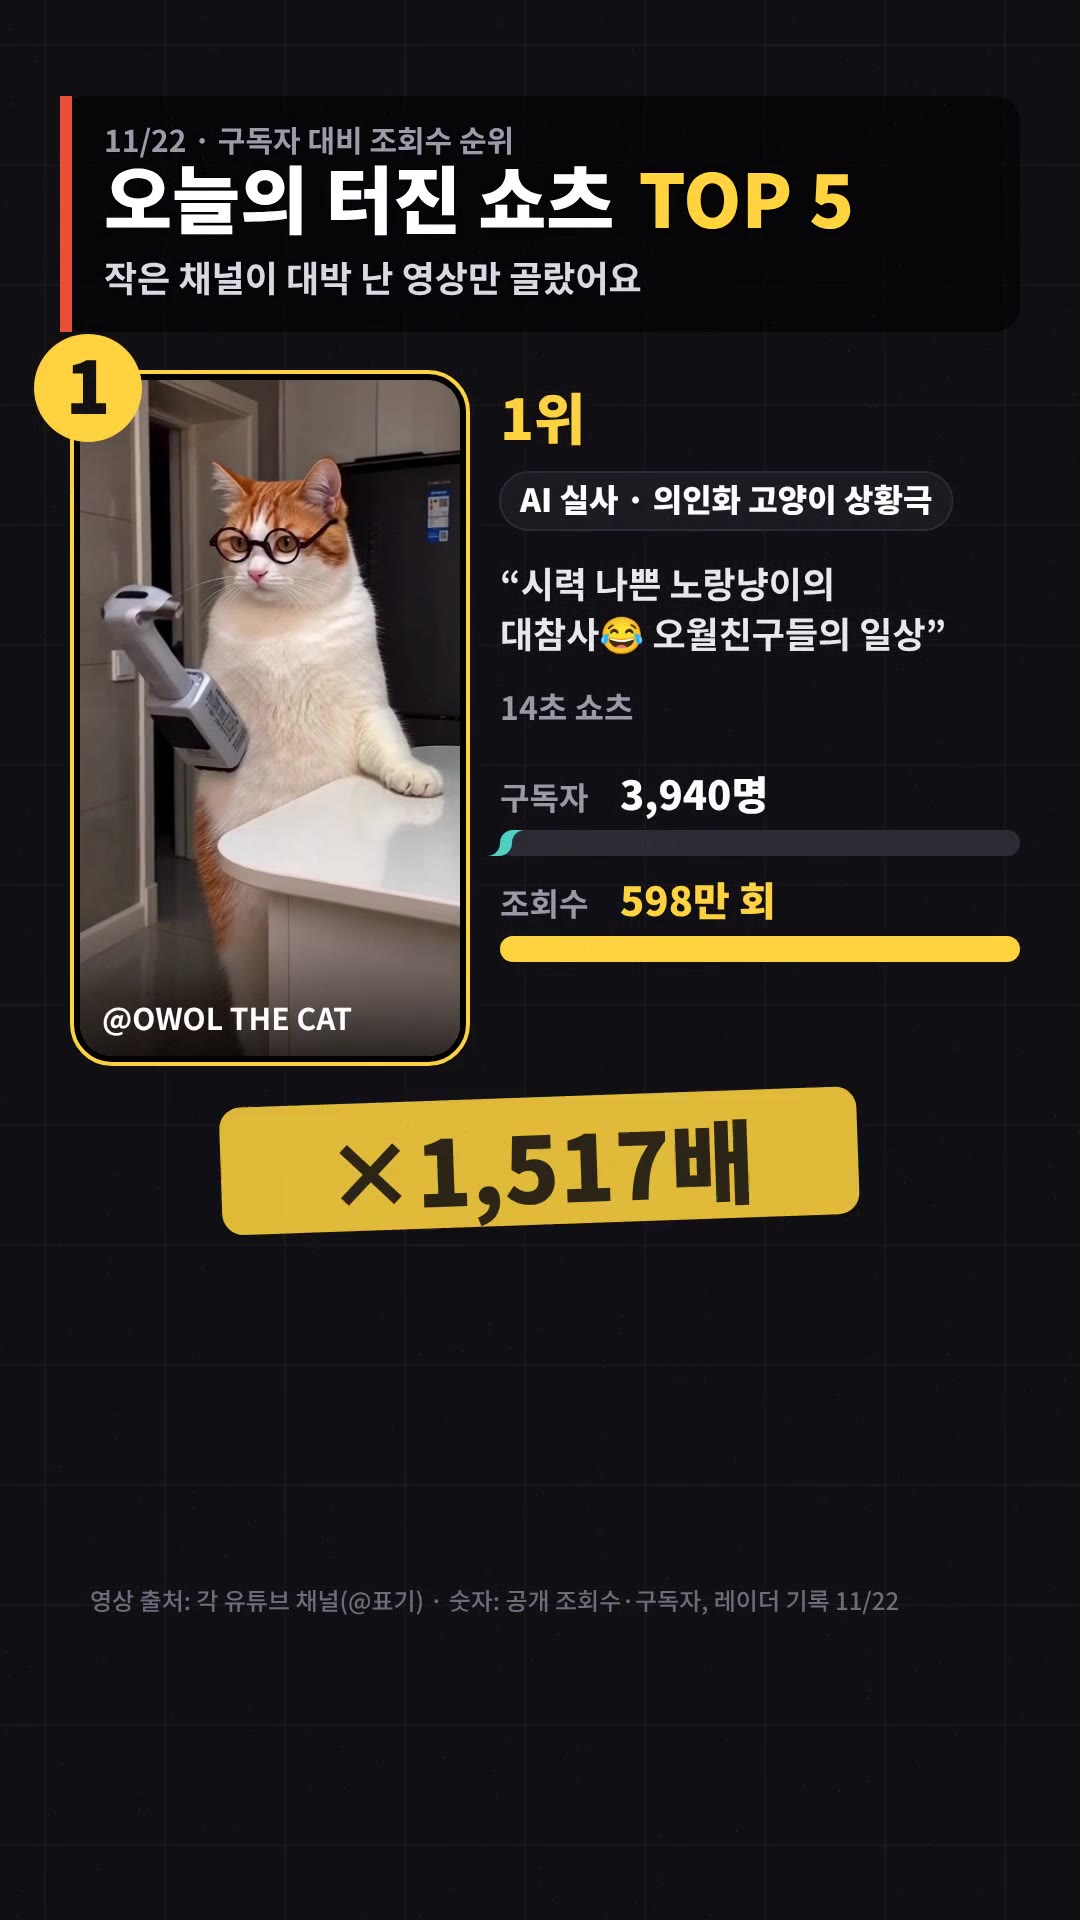 11/22 · 구독자 대비 조회수 순위
오늘의 터진 쇼츠 TOP 5
작은 채널이 대박 난 영상만 골랐어요
1
1위
AI 실사 · 의인화 고양이 상황극
“시력 나쁜 노랑냥이의
대참사😂 오월친구들의 일상”
14초 쇼츠
구독자 3,940명
조회수 598만 회
@OWOL THE CAT
×1,517배
영상 출처: 각 유튜브 채널(@표기) · 숫자: 공개 조회수·구독자, 레이더 기록 11/22